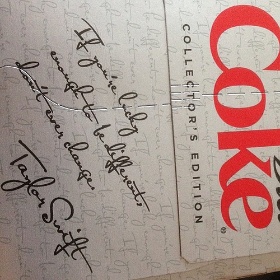 Coke
COLLECTOR'S EDITION
If you're lucky
enough to be different,
don't ever change.
Taylor Swift